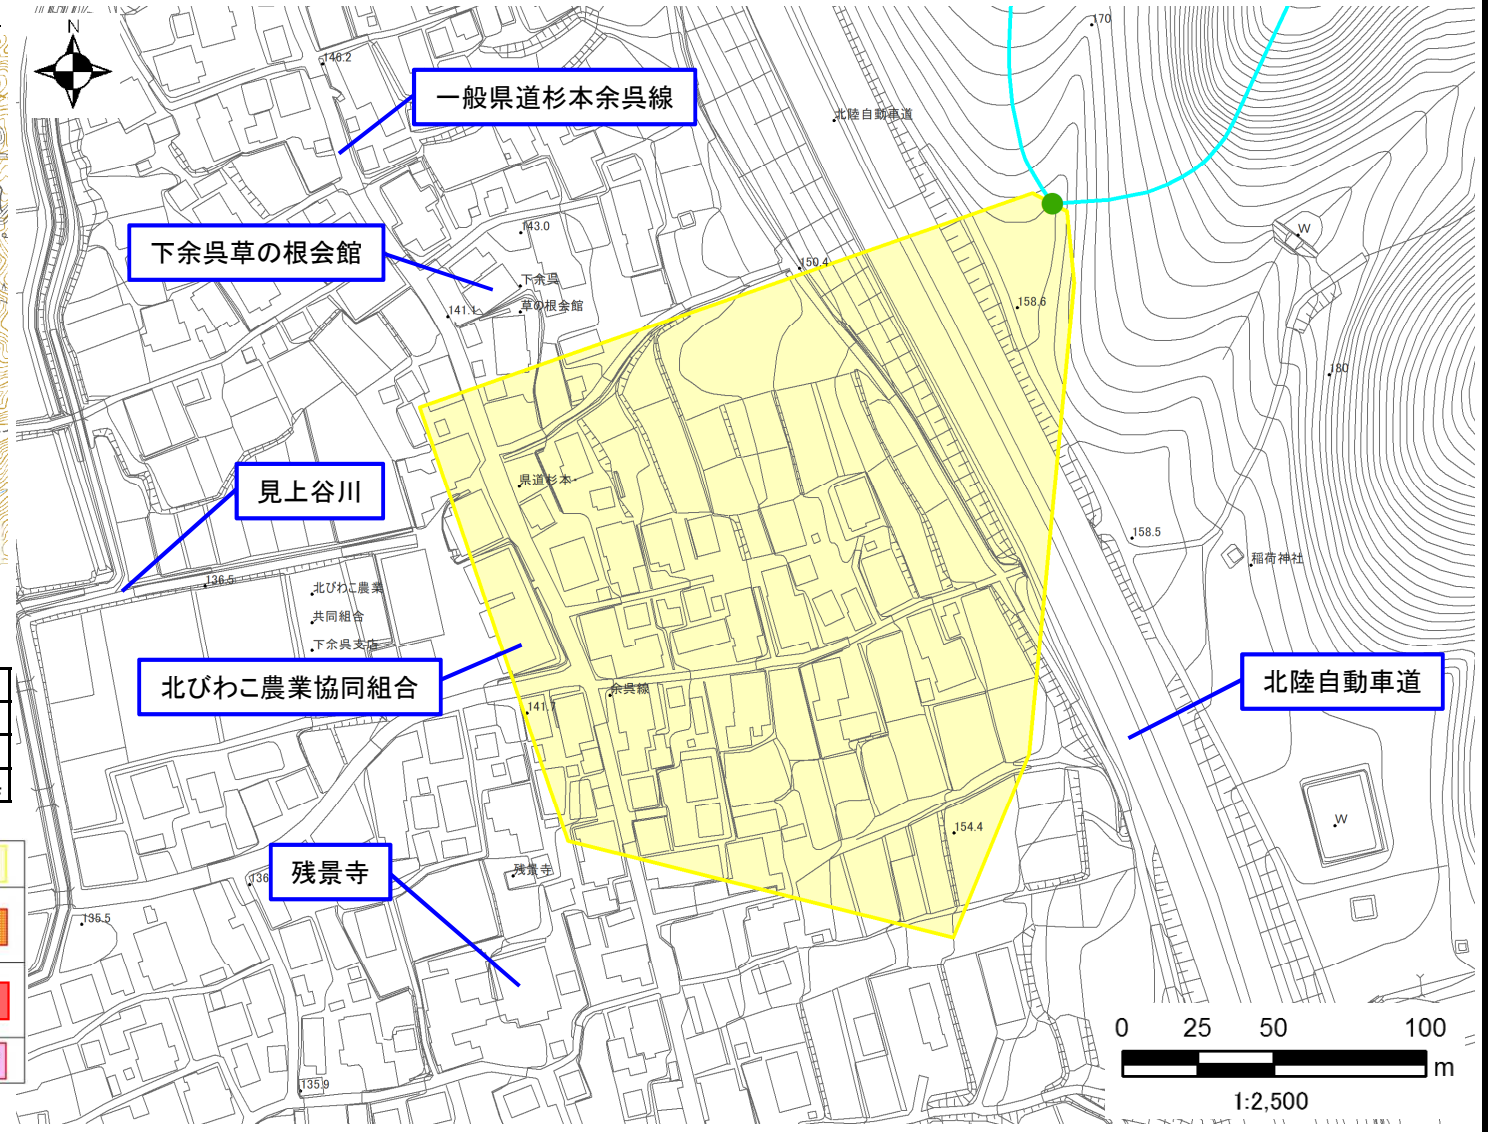 N
170
146.2
一般県道杉本余呉線
北陸自動車道
下余呉草の根会館
143.0
W
150.4
下余呉
草の根会館
141.1
158.6
180
見上谷川
県道杉本
158.5
稲荷神社
136.5
北びわこ農業
共同組合
下余呉支店
北びわこ農業協同組合
余呉線
北陸自動車道
141.7
154.4
W
残景寺
残景寺
136
135.5
0 25 50 100
m
135.9
1:2,500